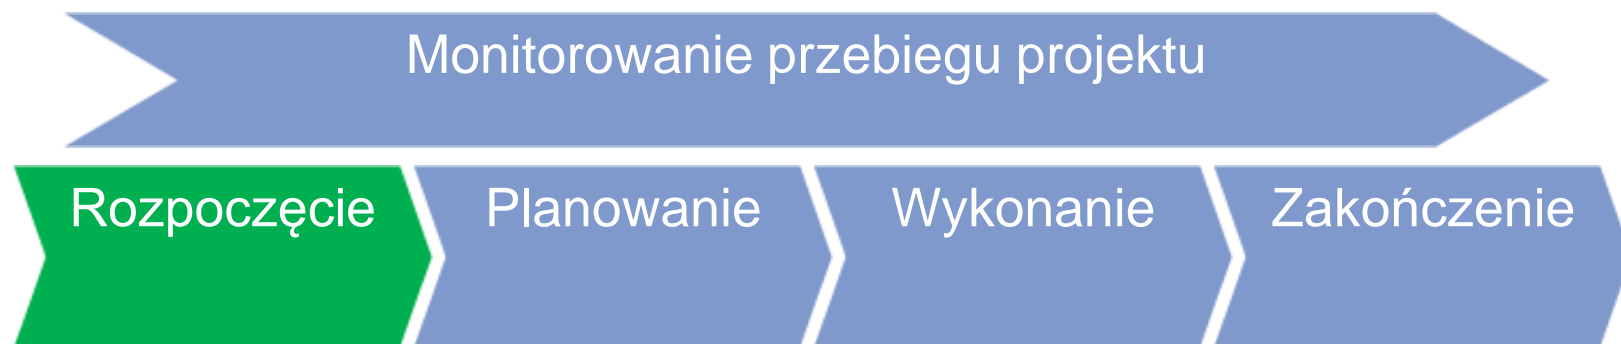 Monitorowanie przebiegu projektu
Rozpoczęcie
Planowanie
Wykonanie
Zakończenie